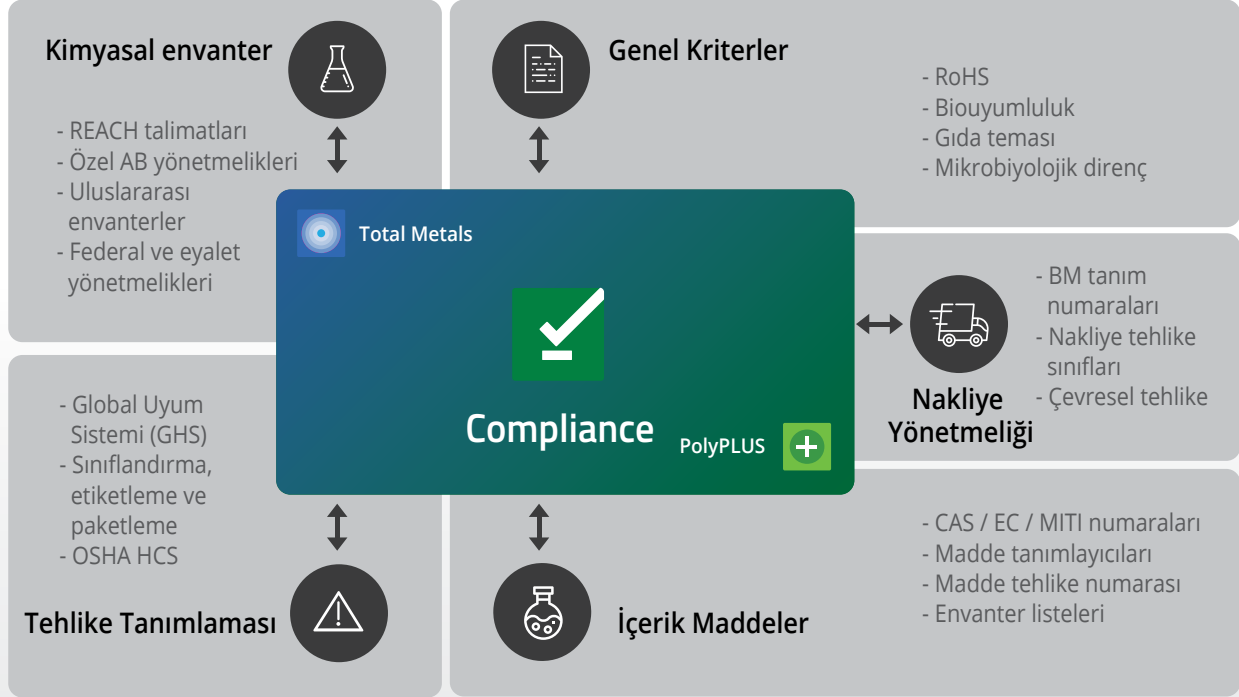 Kimyasal envanter
- REACH talimatları
- Özel AB yönetmelikleri
- Uluslararası
envanterler
- Federal ve eyalet
yönetmelikleri
Genel Kriterler
- RoHS
- Biouyumluluk
- Gıda teması
- Mikrobiyolojik direnç
Total Metals
Compliance
PolyPLUS
Nakliye
Yönetmeliği
- BM tanım
numaraları
- Nakliye tehlike
sınıfları
- Çevresel tehlike
- Global Uyum
Sistemi (GHS)
- Sınıflandırma,
etiketleme ve
paketleme
- OSHA HCS
Tehlike Tanımlaması
İçerik Maddeler
- CAS / EC / MITI numaraları
- Madde tanımlayıcıları
- Madde tehlike numarası
- Envanter listeleri